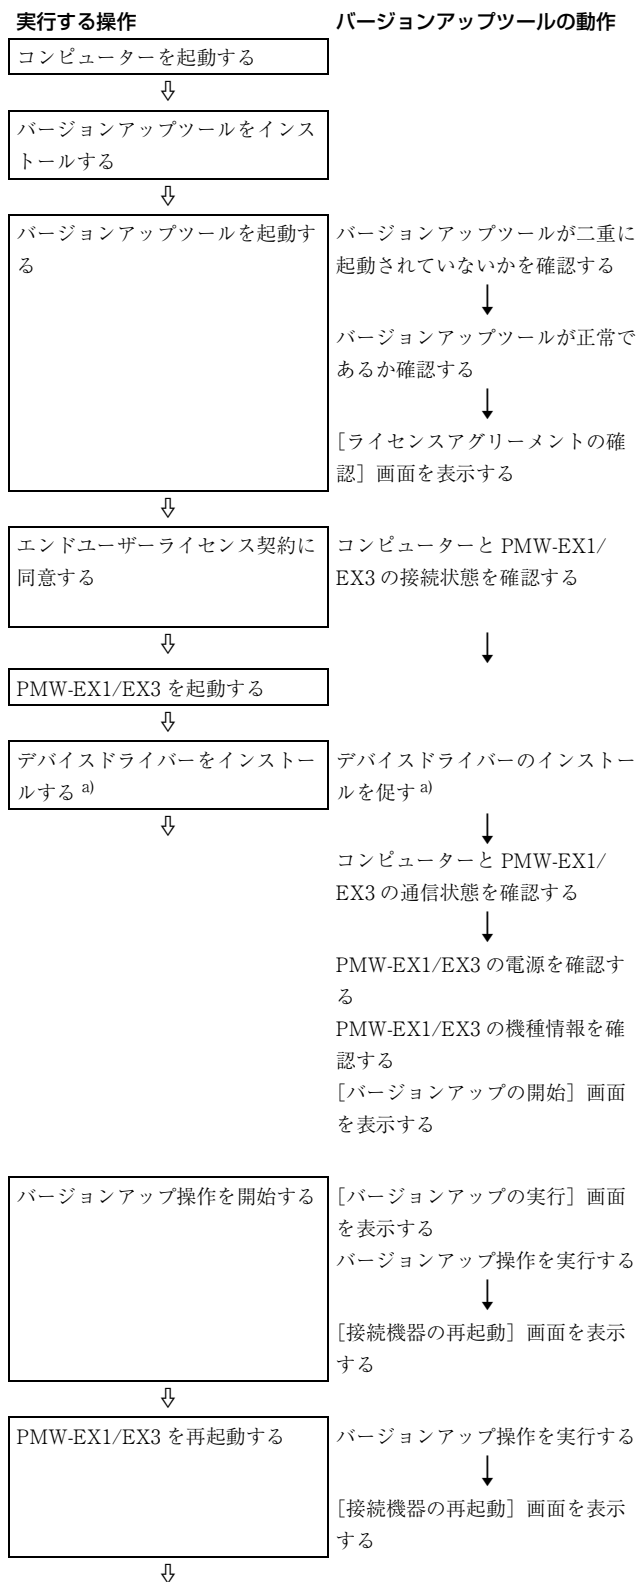 実行する操作
バージョンアップツールの動作
コンピューターを起動する
バージョンアップツールをインス
トールする
バージョンアップツールを起動す
る
バージョンアップツールが二重に
起動されていないかを確認する
バージョンアップツールが正常で
あるか確認する
[ライセンスアグリーメントの確
認] 画面を表示する
エンドユーザーライセンス契約に
同意する
コンピューターと PMW-EX1/
EX3 の接続状態を確認する
PMW-EX1/EX3 を起動する
デバイスドライバーをインストー
ルする a)
デバイスドライバーのインストー
ルを促す a)
コンピューターと PMW-EX1/
EX3 の通信状態を確認する
PMW-EX1/EX3 の電源を確認す
る
PMW-EX1/EX3 の機種情報を確
認する
[バージョンアップの開始] 画面
を表示する
バージョンアップ操作を開始する
[バージョンアップの実行] 画面
を表示する
バージョンアップ操作を実行する
[接続機器の再起動] 画面を表示
する
PMW-EX1/EX3 を再起動する
バージョンアップ操作を実行する
[接続機器の再起動] 画面を表示
する